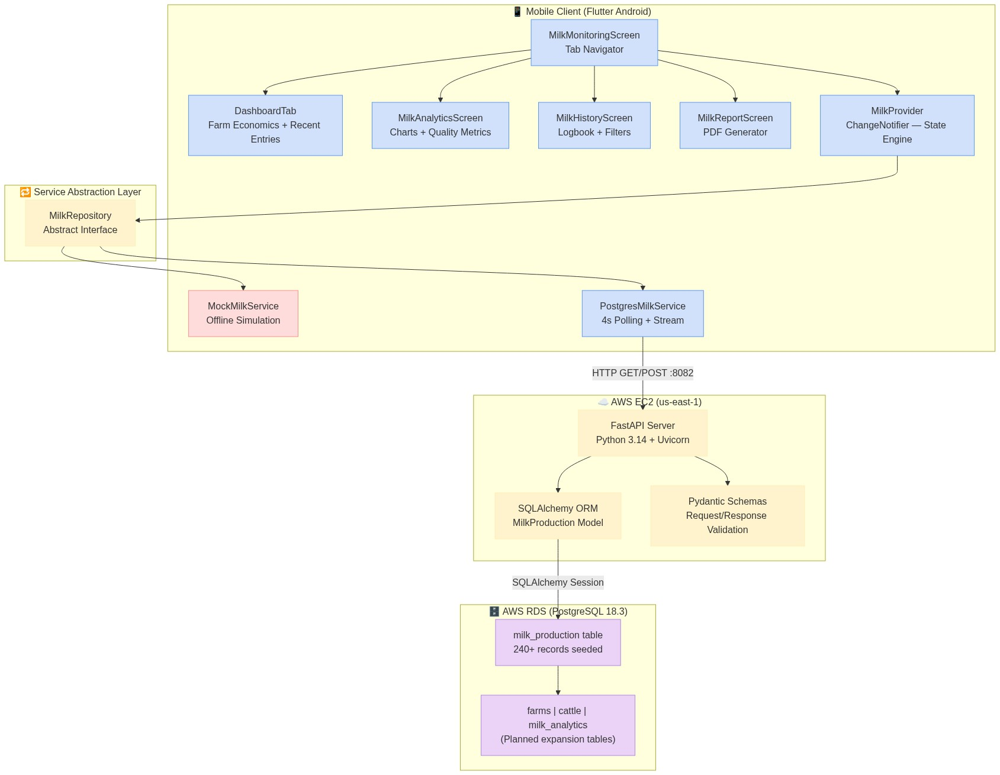 📱 Mobile Client (Flutter Android)
MilkMonitoringScreen
Tab Navigator
DashboardTab
Farm Economics + Recent
Entries
MilkAnalyticsScreen
Charts + Quality Metrics
MilkHistoryScreen
Logbook + Filters
MilkReportScreen
PDF Generator
MilkProvider
ChangeNotifier — State
Engine
🔁 Service Abstraction Layer
MilkRepository
Abstract Interface
MockMilkService
Offline Simulation
PostgresMilkService
4s Polling + Stream
HTTP GET/POST :8082
☁️ AWS EC2 (us-east-1)
FastAPI Server
Python 3.14 + Uvicorn
SQLAlchemy ORM
MilkProduction Model
Pydantic Schemas
Request/Response
Validation
SQLAlchemy Session
🗄️ AWS RDS (PostgreSQL 18.3)
milk_production table
240+ records seeded
farms | cattle |
milk_analytics
(Planned expansion tables)